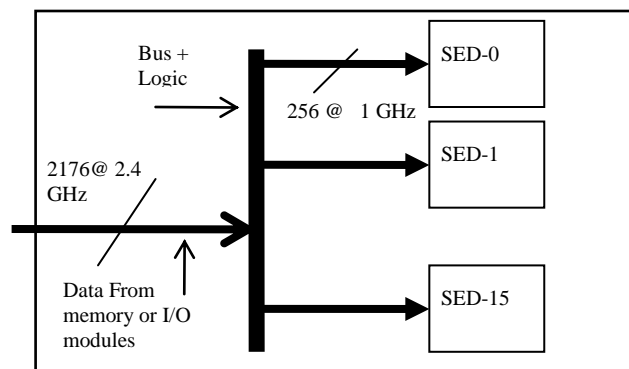 Bus +
Logic
SED-0
256 @ 1 GHz
SED-1
2176@ 2.4
GHz
Data From
memory or I/O
modules
SED-15